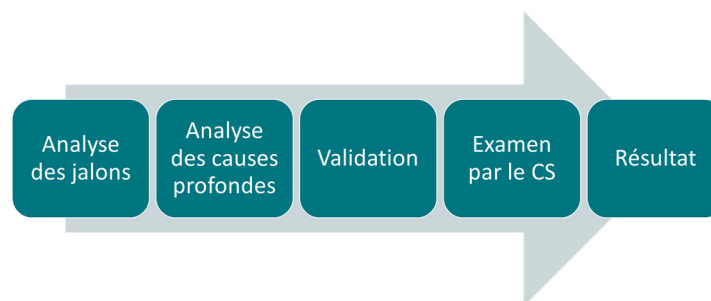 Analyse
des jalons
Analyse
des causes
profondes
Validation
Examen
par le CS
Résultat